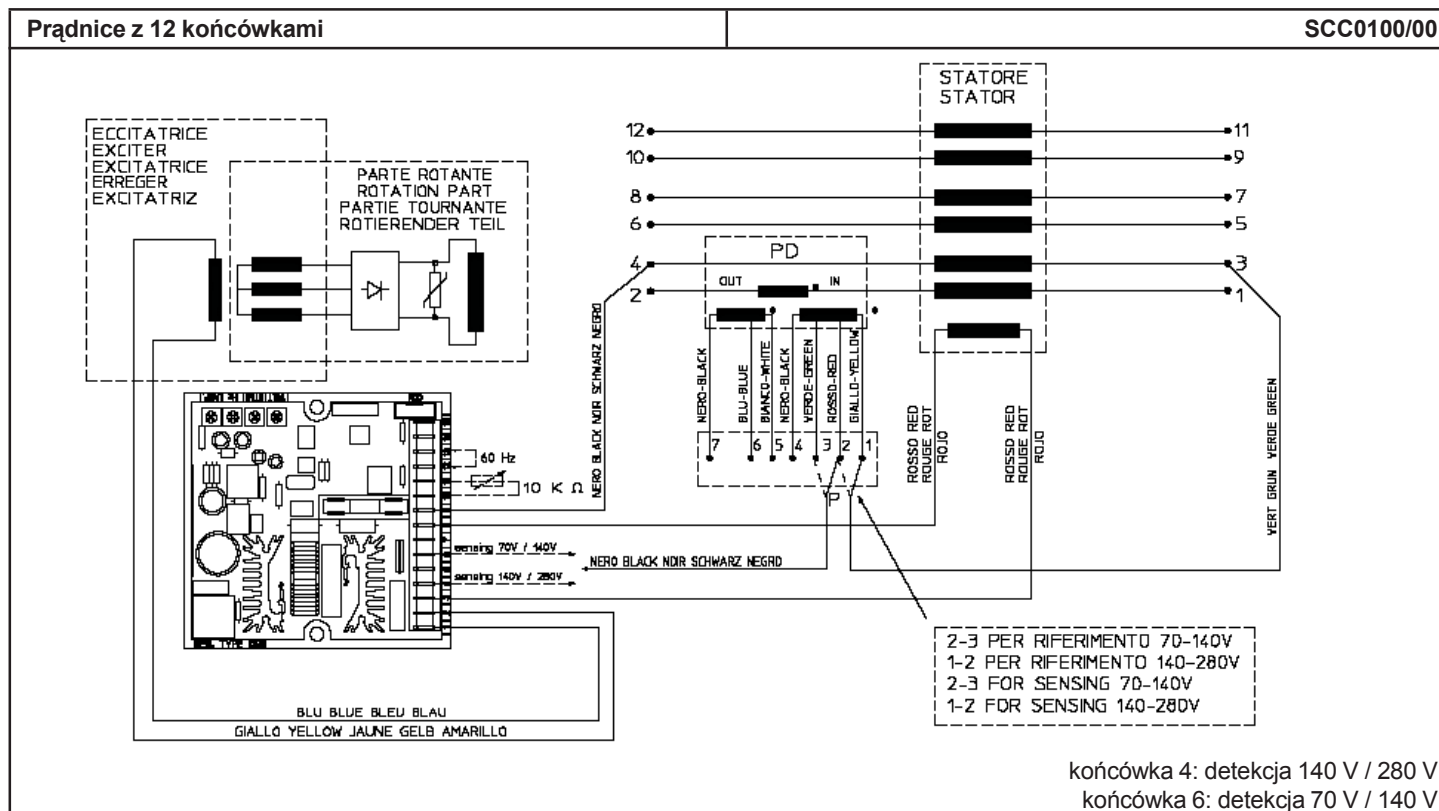 Prądnice z 12 końcówkami
SCC0100/00
STATORE
STATOR
ECCITATRICE
EXCITER
EXCITATRICE
ERREGER
EXCITATRIZ
PARTE ROTANTE
ROTATION PART
PARTIE TOURNANTE
ROTIERENDER TEIL
12
11
10
9
8
7
6
5
PD
4
3
OUT
IN
2
1
NERO BLACK NOIR SCHWARZ NEGRO
NERO-BLACK
BLU-BLUE
BIANCO-WHITE
NERO-BLACK
VERDE-GREEN
ROSSO-RED
GIALLO-YELLOW
ROSSO RED
ROUGE ROT
ROJO
ROSSO RED
ROUGE ROT
ROJO
VERT GRUN VERDE GREEN
7
6
5
4
3
2
1
P
60 Hz
10 K Ω
sensing 70V / 140V
sensing 140V / 280V
NERO BLACK NOIR SCHWARZ NEGRO
2-3 PER RIFERIMENTO 70-140V
1-2 PER RIFERIMENTO 140-280V
2-3 FOR SENSING 70-140V
1-2 FOR SENSING 140-280V
BLU BLUE BLEU BLAU
GIALLO YELLOW JAUNE GELB AMARILLO
końcówka 4: detekcja 140 V / 280 V
końcówka 6: detekcja 70 V / 140 V